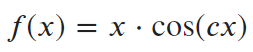 f(x) = x · cos(cx)